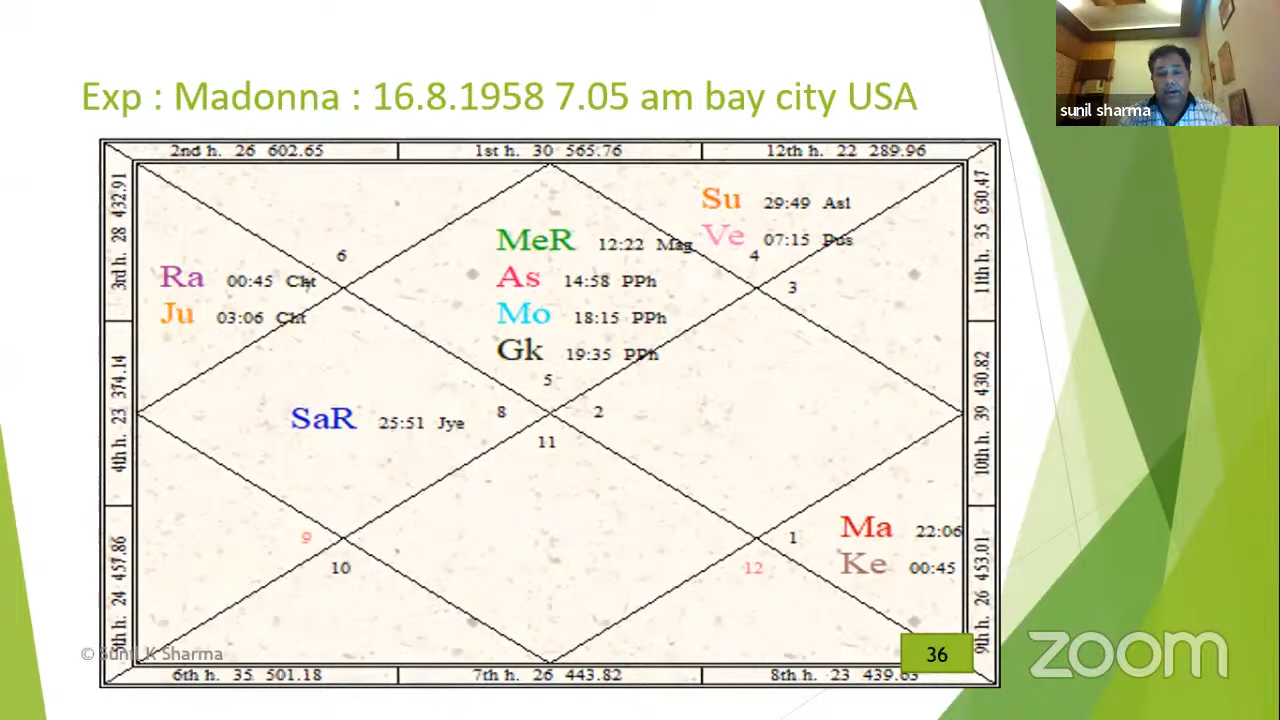 Exp : Madonna : 16.8.1958 7.05 am bay city USA
sunil sharma
2nd h. 26 602.65
1st h. 30 565.76
12th h. 22 289.96
3rd h. 28 432.91
11th h. 35 630.47
Su 29:49 Asl
Ve 07:15 Pus
MeR 12:22 Mag
As 14:58 PPh
Mo 18:15 PPh
Gk 19:35 PPh
Ra 00:45 Cht
Ju 03:06 Cht
6
7
4
3
5
4th h. 23 374.14
10th h. 39 430.82
SaR 25:51 Jye
8
2
11
9
10
1
12
Ma 22:06
Ke 00:45
5th h. 24 457.86
9th h. 26 453.01
© Sunil K Sharma
36
6th h. 35 501.18
7th h. 26 443.82
8th h. 23 439.63
zoom